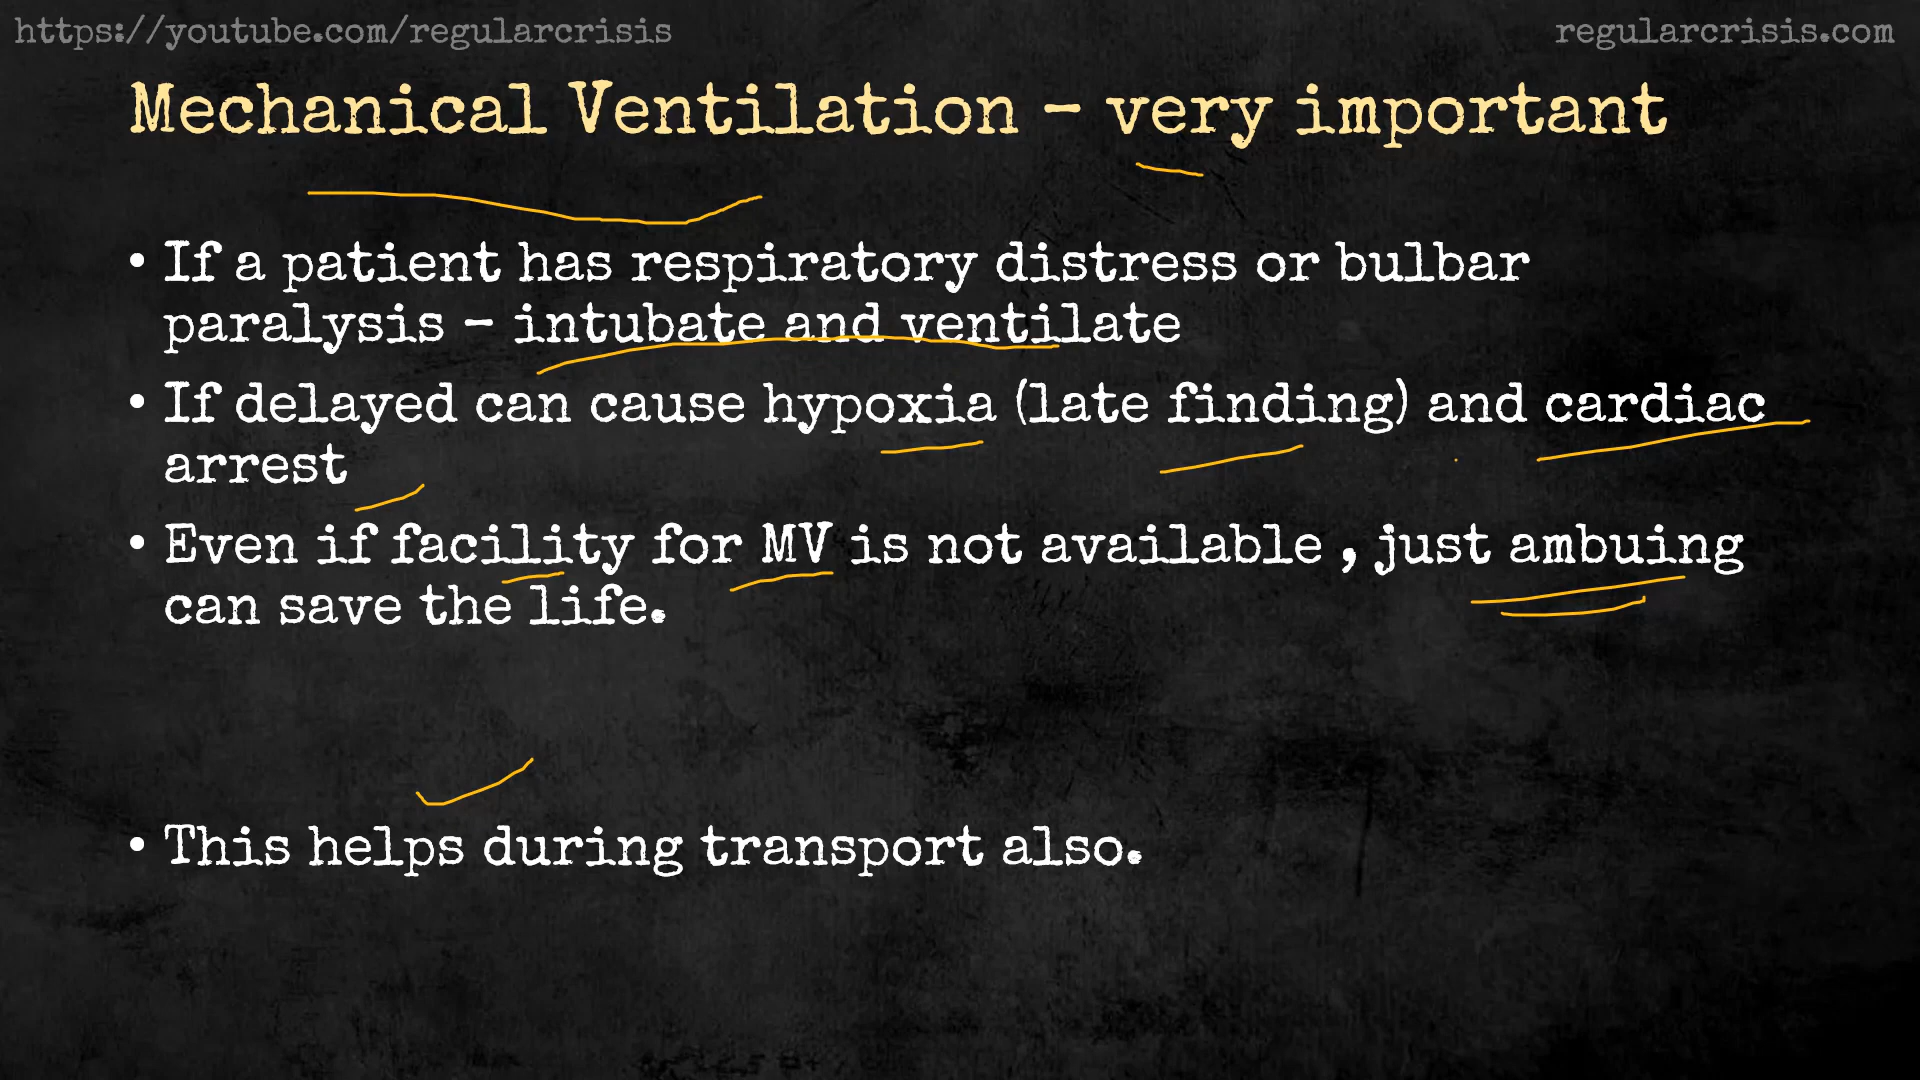 https://youtube.com/regularcrisis
regularcrisis.com
Mechanical Ventilation – very important
• If a patient has respiratory distress or bulbar
paralysis – intubate and ventilate
• If delayed can cause hypoxia (late finding) and cardiac
arrest
• Even if facility for MV is not available , just ambuing
can save the life.
• This helps during transport also.